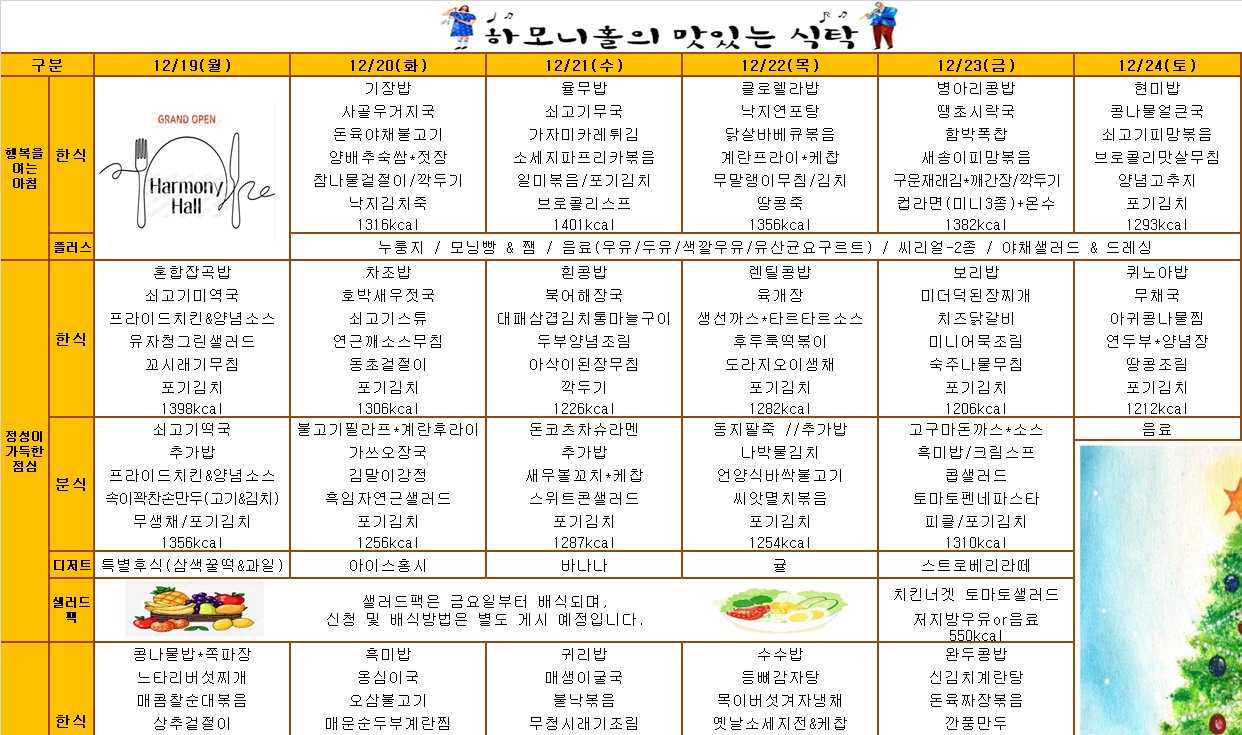 하모니홀의 맛있는 식탁
구분 12/19(월) 12/20(화) 12/21(수) 12/22(목) 12/23(금) 12/24(토)
행복을 여는 아침
한식
GRAND OPEN
Harmony
Hall
기장밥 율무밥 클로렐라밥 병아리콩밥 현미밥
사골우거지국 쇠고기무국 낙지연포탕 땡초시락국 콩나물얼큰국
돈육야채불고기 가자미카레튀김 닭살바베큐볶음 함박폭찹 쇠고기피망볶음
양배추숙쌈*젓장 소세지파프리카볶음 계란프라이*케찹 새송이피망볶음 브로콜리맛살무침
참나물겉절이/깍두기 일미볶음/포기김치 무말랭이무침/김치 구운재래김*깨간장/깍두기 양념고추지
낙지김치죽 브로콜리스프 땅콩죽 컵라면(미니3종)+온수 포기김치
1316kcal 1401kcal 1356kcal 1382kcal 1293kcal
플러스 누룽지 / 모닝빵 & 잼 / 음료(우유/두유/색깔우유/유산균요구르트) / 씨리얼-2종 / 야채샐러드 & 드레싱
정성이 가득한 점심
한식
혼합잡곡밥 차조밥 흰콩밥 렌틸콩밥 보리밥 퀴노아밥
쇠고기미역국 호박새우젓국 북어해장국 육개장 미더덕된장찌개 무채국
프라이드치킨&양념소스 쇠고기스튜 대패삼겹김치통마늘구이 생선까스*타르타르소스 치즈닭갈비 아귀콩나물찜
유자청그린샐러드 연근깨소스무침 두부양념조림 후루룩떡볶이 미니어묵조림 연두부*양념장
꼬시래기무침 동초겉절이 아삭이된장무침 도라지오이생채 숙주나물무침 땅콩조림
포기김치 포기김치 깍두기 포기김치 포기김치 포기김치
1398kcal 1306kcal 1226kcal 1282kcal 1206kcal 1212kcal
분식
쇠고기떡국 불고기필라프*계란후라이 돈코츠차슈라멘 동지팥죽 //추가밥 고구마돈까스*소스 음료
추가밥 가쓰오장국 추가밥 나박물김치 흑미밥/크림스프
프라이드치킨&양념소스 김말이강정 새우볼꼬치*케찹 언양식바싹불고기 콥샐러드
속이꽉찬손만두(고기&김치) 흑임자연근샐러드 스위트콘샐러드 씨앗멸치볶음 토마토펜네파스타
무생채/포기김치 포기김치 포기김치 포기김치 피클/포기김치
1356kcal 1256kcal 1287kcal 1254kcal 1310kcal
디저트 특별후식(삼색꿀떡&과일) 아이스홍시 바나나 귤 스트로베리라떼
샐러드팩
샐러드팩은 금요일부터 배식되며,
신청 및 배식방법은 별도 게시 예정입니다.
치킨너겟 토마토샐러드
저지방우유or음료
550kcal
한식
콩나물밥*쪽파장 흑미밥 귀리밥 수수밥 완두콩밥
느타리버섯찌개 옹심이국 매생이굴국 등뼈감자탕 신김치계란탕
매콤찰순대볶음 오삼불고기 불낙볶음 목이버섯겨자냉채 돈육짜장볶음
상추겉절이 매운순두부계란찜 무청시래기조림 옛날소세지전&케찹 깐풍만두